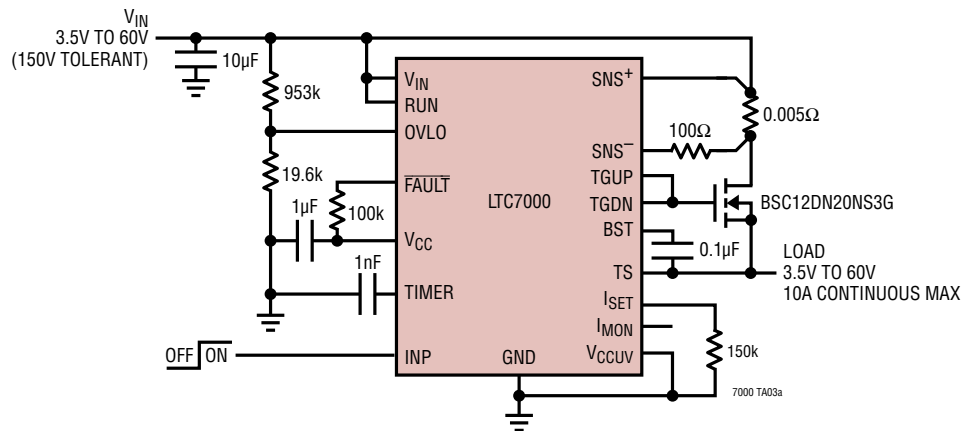 VIN
3.5V TO 60V
(150V TOLERANT)
10µF
953k
19.6k
1µF
100k
1nF
OFF ON
VIN
RUN
OVLO
FAULT
VCC
TIMER
INP
LTC7000
GND
SNS+
SNS−
TGUP
TGDN
BST
TS
ISET
IMON
VCCUV
100Ω
0.005Ω
BSC12DN20NS3G
0.1µF
LOAD
3.5V TO 60V
10A CONTINUOUS MAX
150k
7000 TA03a